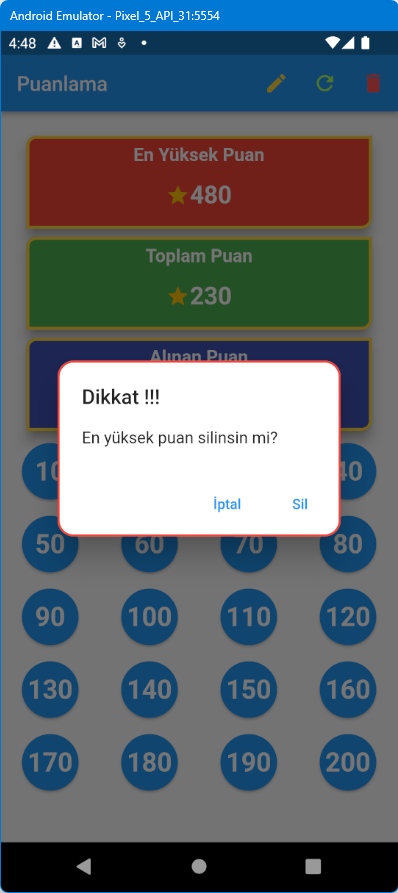 Android Emulator - Pixel_5_API_31:5554
4:48
Puanlama
En Yüksek Puan
480
Toplam Puan
230
Alınan Puan
Dikkat !!!
En yüksek puan silinsin mi?
İptal Sil
50 60 70 80
90 100 110 120
130 140 150 160
170 180 190 200